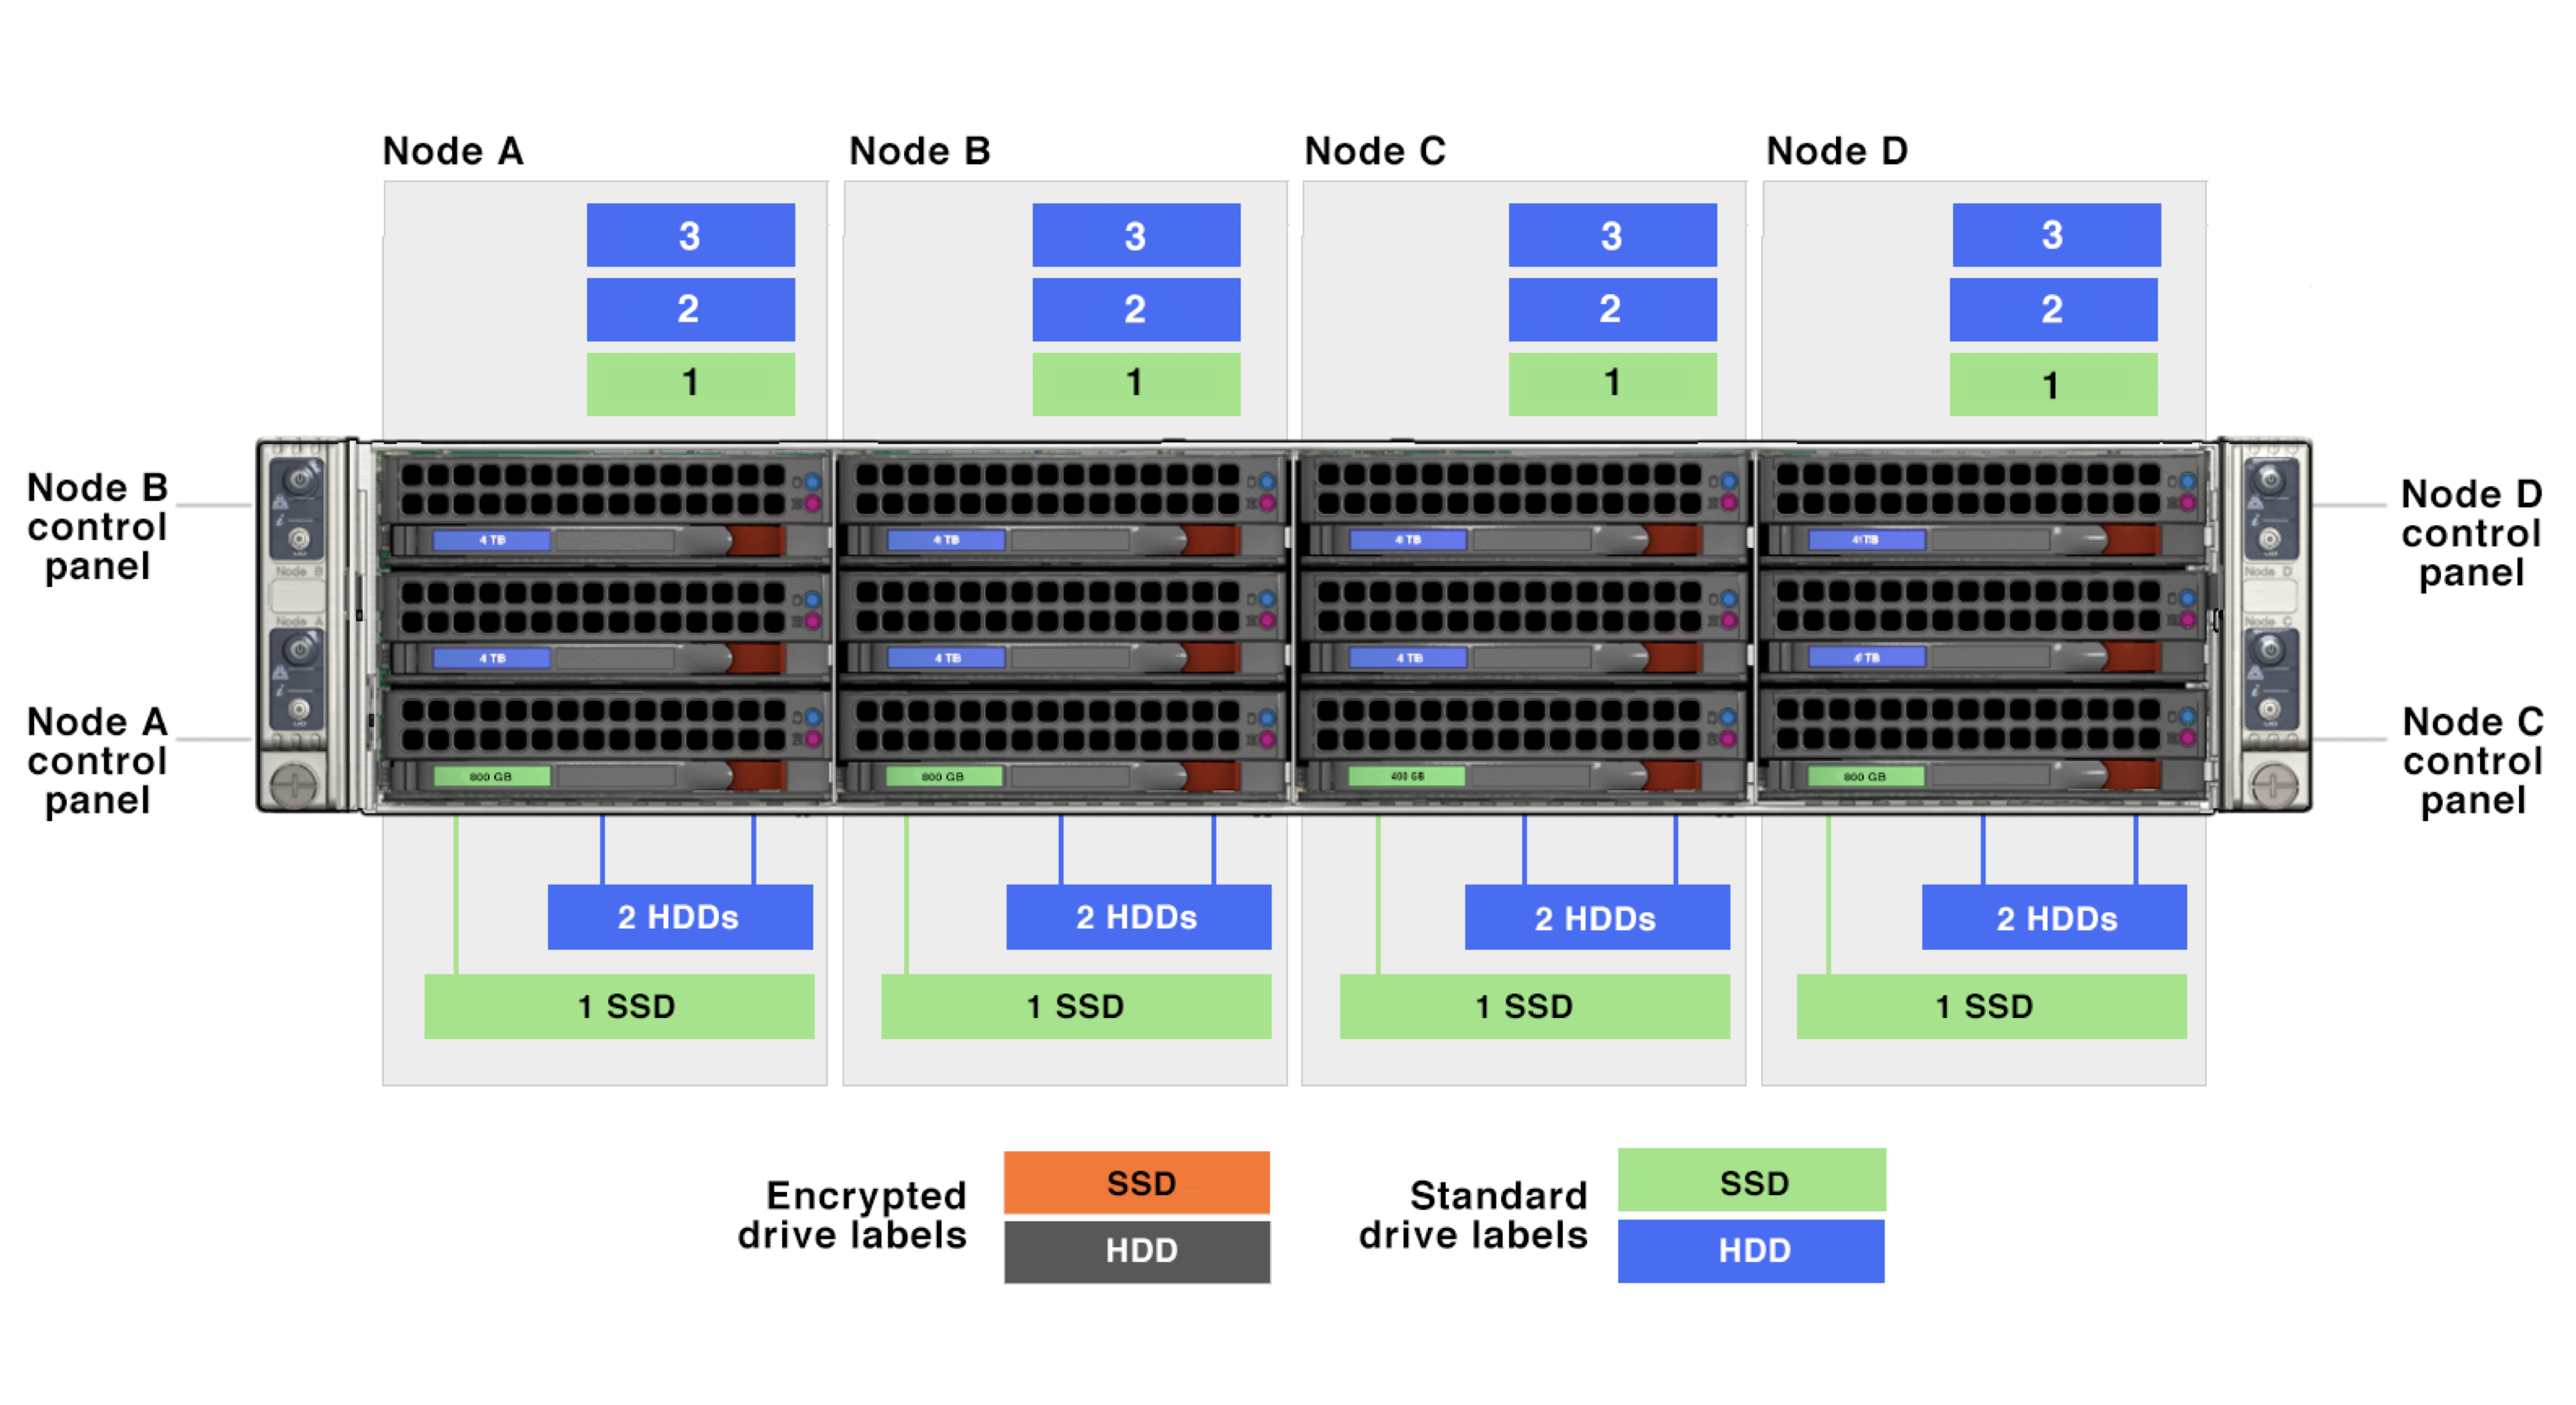 Node A
Node B
Node C
Node D
3
3
3
3
2
2
2
2
1
1
1
1
Node B
control
panel
Node D
control
panel
4 TB
4 TB
4 TB
4 TB
Node B
Node D
Node A
Node C
4 TB
4 TB
4 TB
4 TB
Node A
control
panel
Node C
control
panel
800 GB
800 GB
400 GB
800 GB
2 HDDs
2 HDDs
2 HDDs
2 HDDs
1 SSD
1 SSD
1 SSD
1 SSD
Encrypted
drive labels
SSD
HDD
Standard
drive labels
SSD
HDD